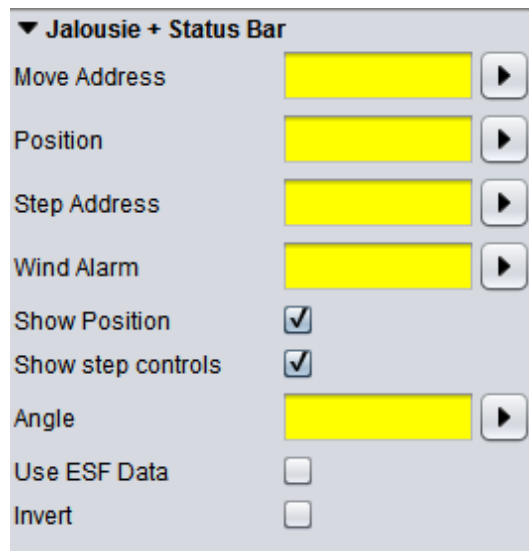 Jalousie + Status Bar
Move Address
Position
Step Address
Wind Alarm
Show Position
Show step controls
Angle
Use ESF Data
Invert